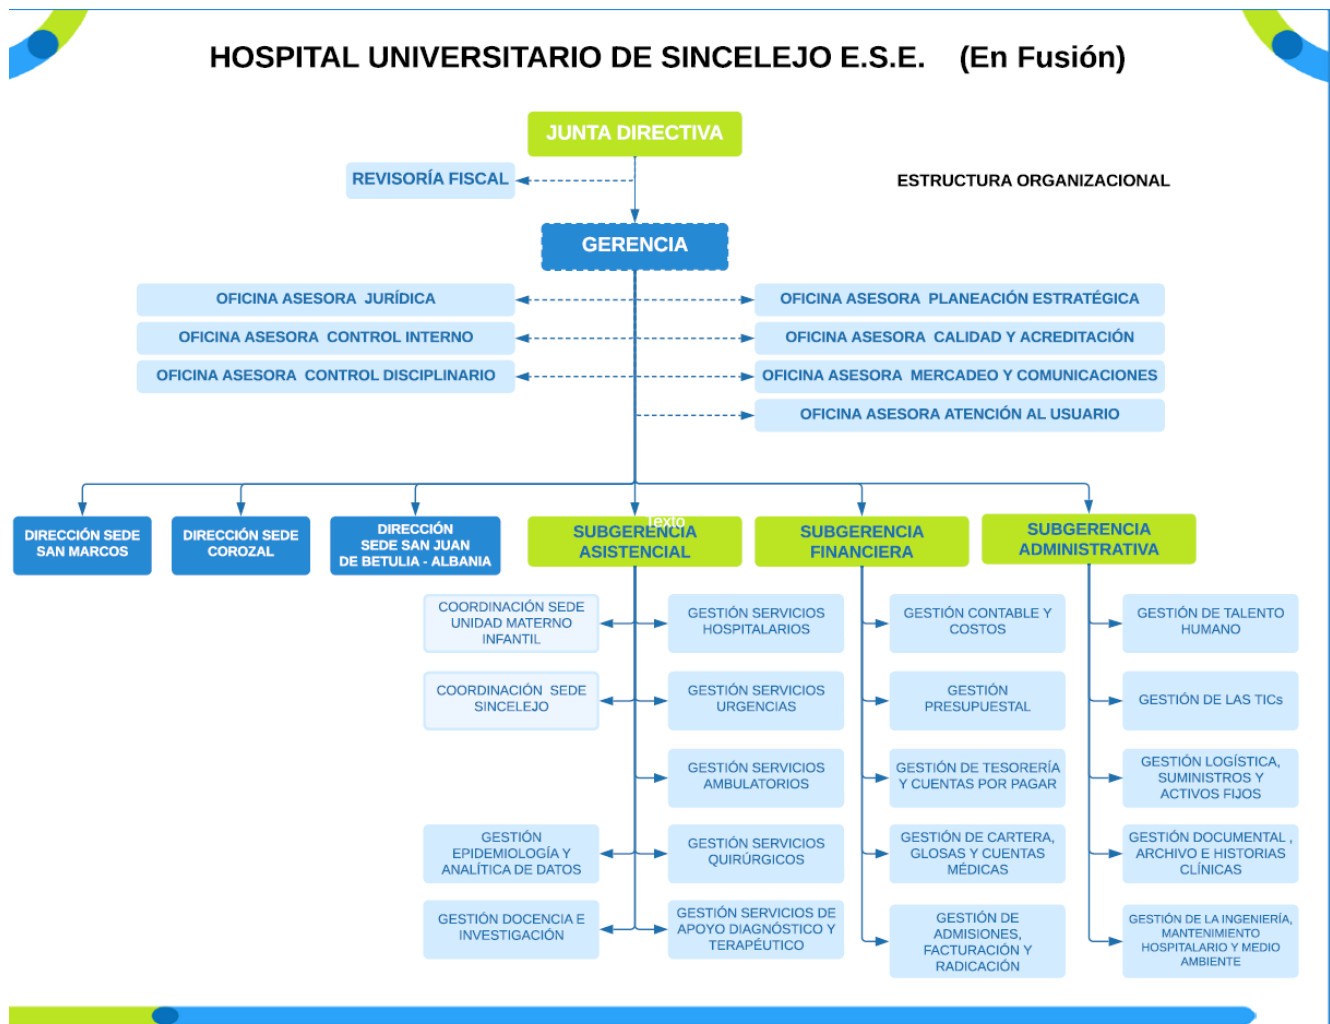 HOSPITAL UNIVERSITARIO DE SINCELEJO E.S.E. (En Fusión)
JUNTA DIRECTIVA
REVISORÍA FISCAL
ESTRUCTURA ORGANIZACIONAL
GERENCIA
OFICINA ASESORA JURÍDICA
OFICINA ASESORA PLANEACIÓN ESTRATÉGICA
OFICINA ASESORA CONTROL INTERNO
OFICINA ASESORA CALIDAD Y ACREDITACIÓN
OFICINA ASESORA CONTROL DISCIPLINARIO
OFICINA ASESORA MERCADEO Y COMUNICACIONES
OFICINA ASESORA ATENCIÓN AL USUARIO
DIRECCIÓN SEDE
SAN MARCOS
DIRECCIÓN SEDE
COROZAL
DIRECCIÓN
SEDE SAN JUAN
DE BETULIA - ALBANIA
Texto
SUBGERENCIA
ASISTENCIAL
SUBGERENCIA
FINANCIERA
SUBGERENCIA
ADMINISTRATIVA
COORDINACIÓN SEDE
UNIDAD MATERNO
INFANTIL
GESTIÓN SERVICIOS
HOSPITALARIOS
GESTIÓN CONTABLE Y
COSTOS
GESTIÓN DE TALENTO
HUMANO
COORDINACIÓN SEDE
SINCELEJO
GESTIÓN SERVICIOS
URGENCIAS
GESTIÓN
PRESUPUESTAL
GESTIÓN DE LAS TICs
GESTIÓN SERVICIOS
AMBULATORIOS
GESTIÓN DE TESORERÍA
Y CUENTAS POR PAGAR
GESTIÓN LOGÍSTICA,
SUMINISTROS Y
ACTIVOS FIJOS
GESTIÓN
EPIDEMIOLOGÍA Y
ANALÍTICA DE DATOS
GESTIÓN SERVICIOS
QUIRÚRGICOS
GESTIÓN DE CARTERA,
GLOSAS Y CUENTAS
MÉDICAS
GESTIÓN DOCUMENTAL ,
ARCHIVO E HISTORIAS
CLÍNICAS
GESTIÓN DOCENCIA E
INVESTIGACIÓN
GESTIÓN SERVICIOS DE
APOYO DIAGNÓSTICO Y
TERAPÉUTICO
GESTIÓN DE
ADMISIONES,
FACTURACIÓN Y
RADICACIÓN
GESTIÓN DE LA INGENIERÍA,
MANTENIMIENTO
HOSPITALARIO Y MEDIO
AMBIENTE